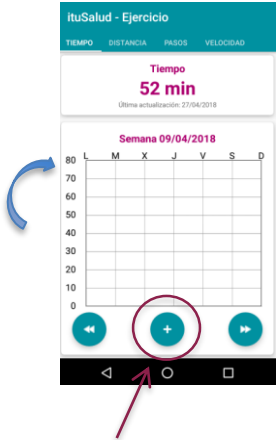 ituSalud - Ejercicio
TIEMPO DISTANCIA PASOS VELOCIDAD
Tiempo
52 min
Última actualización: 27/04/2018
Semana 09/04/2018
L M X J V S D
80
70
60
50
40
30
20
10
0
+